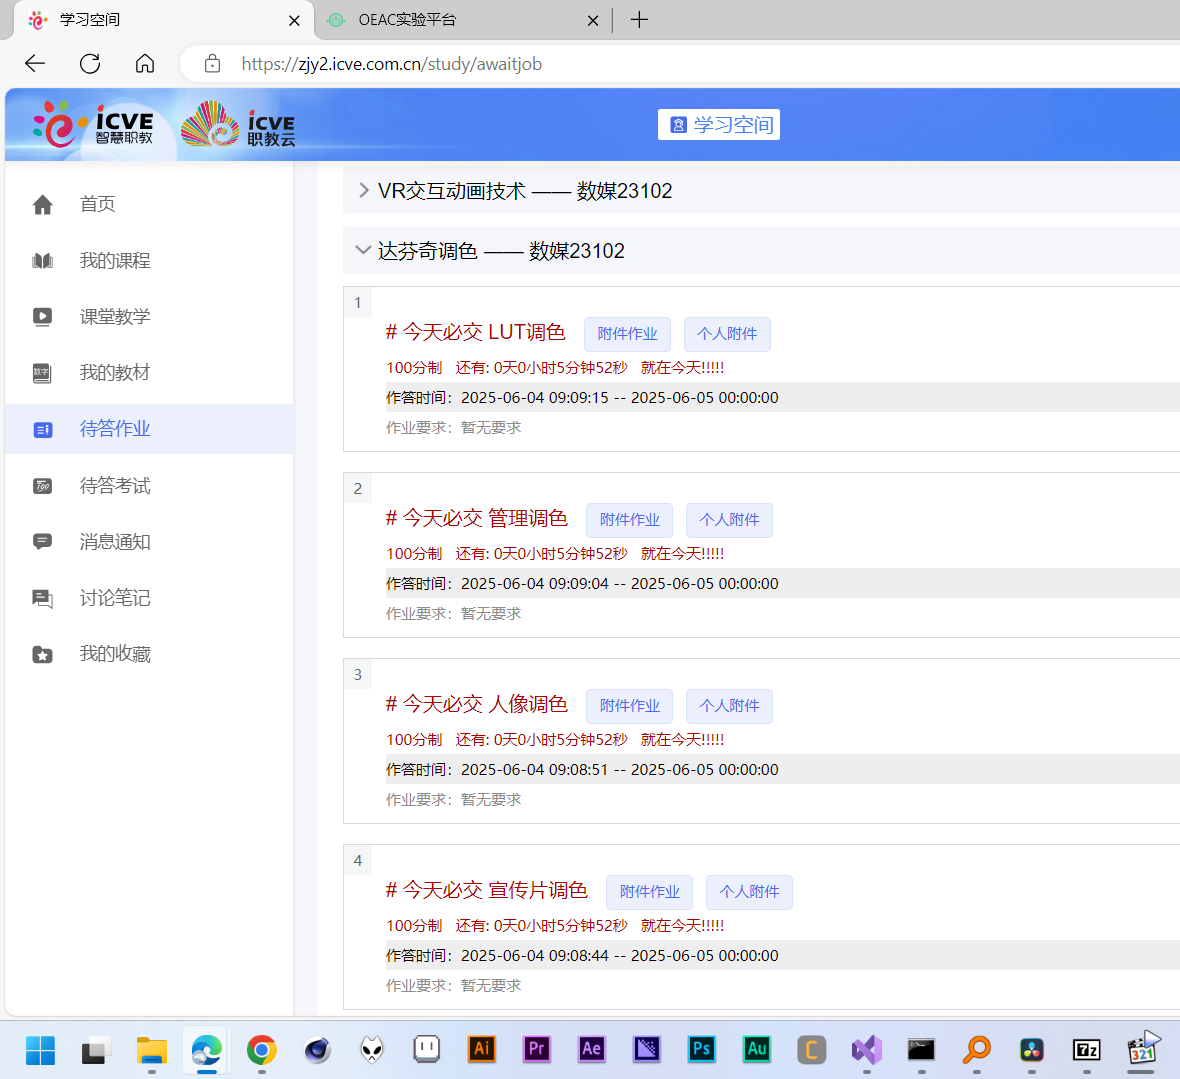 学习空间
OEAC实验平台
https://zjy2.icve.com.cn/study/awaitjob
icve 智慧职教
icve 职教云
学习空间
首页
我的课程
课堂教学
我的教材
待答作业
待答考试
消息通知
讨论笔记
我的收藏
VR交互动画技术 —— 数媒23102
达芬奇调色 —— 数媒23102
1
# 今天必交 LUT调色 附件作业 个人附件
100分制 还有: 0天0小时5分钟52秒 就在今天!!!!!
作答时间：2025-06-04 09:09:15 -- 2025-06-05 00:00:00
作业要求：暂无要求
2
# 今天必交 管理调色 附件作业 个人附件
100分制 还有: 0天0小时5分钟52秒 就在今天!!!!!
作答时间：2025-06-04 09:09:04 -- 2025-06-05 00:00:00
作业要求：暂无要求
3
# 今天必交 人像调色 附件作业 个人附件
100分制 还有: 0天0小时5分钟52秒 就在今天!!!!!
作答时间：2025-06-04 09:08:51 -- 2025-06-05 00:00:00
作业要求：暂无要求
4
# 今天必交 宣传片调色 附件作业 个人附件
100分制 还有: 0天0小时5分钟52秒 就在今天!!!!!
作答时间：2025-06-04 09:08:44 -- 2025-06-05 00:00:00
作业要求：暂无要求
Ai Pr Ae Ps Au C 7z 321